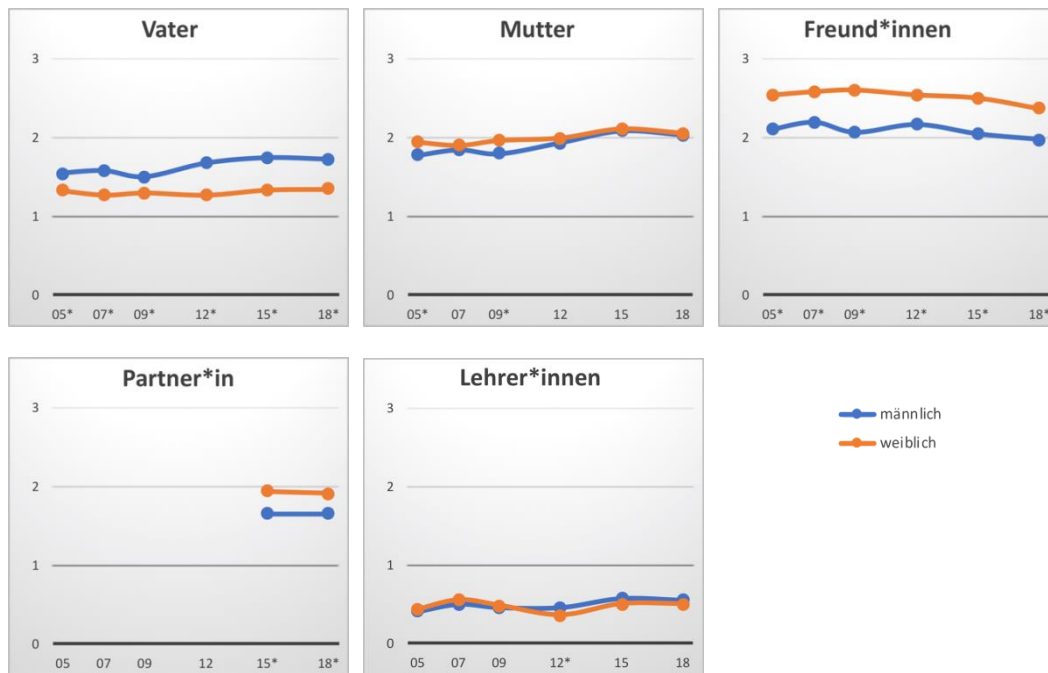 Vater
3
2
1
0
05* 07* 09* 12* 15* 18*
Mutter
3
2
1
0
05* 07 09* 12 15 18
Freund*innen
3
2
1
0
05* 07* 09* 12* 15* 18*
Partner*in
3
2
1
0
05 07 09 12 15* 18*
Lehrer*innen
3
2
1
0
05 07 09 12* 15 18
männlich
weiblich